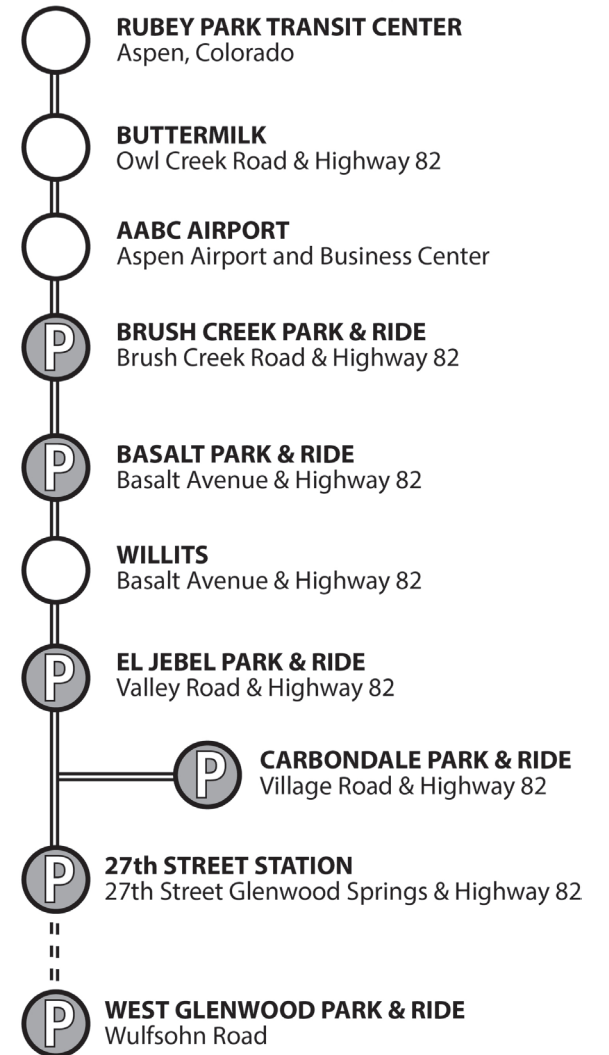 RUBEY PARK TRANSIT CENTER
Aspen, Colorado
BUTTERMILK
Owl Creek Road & Highway 82
AABC AIRPORT
Aspen Airport and Business Center
P
BRUSH CREEK PARK & RIDE
Brush Creek Road & Highway 82
P
BASALT PARK & RIDE
Basalt Avenue & Highway 82
WILLITS
Basalt Avenue & Highway 82
P
EL JEBEL PARK & RIDE
Valley Road & Highway 82
P
CARBONDALE PARK & RIDE
Village Road & Highway 82
P
27th STREET STATION
27th Street Glenwood Springs & Highway 82
P
WEST GLENWOOD PARK & RIDE
Wulfsohn Road